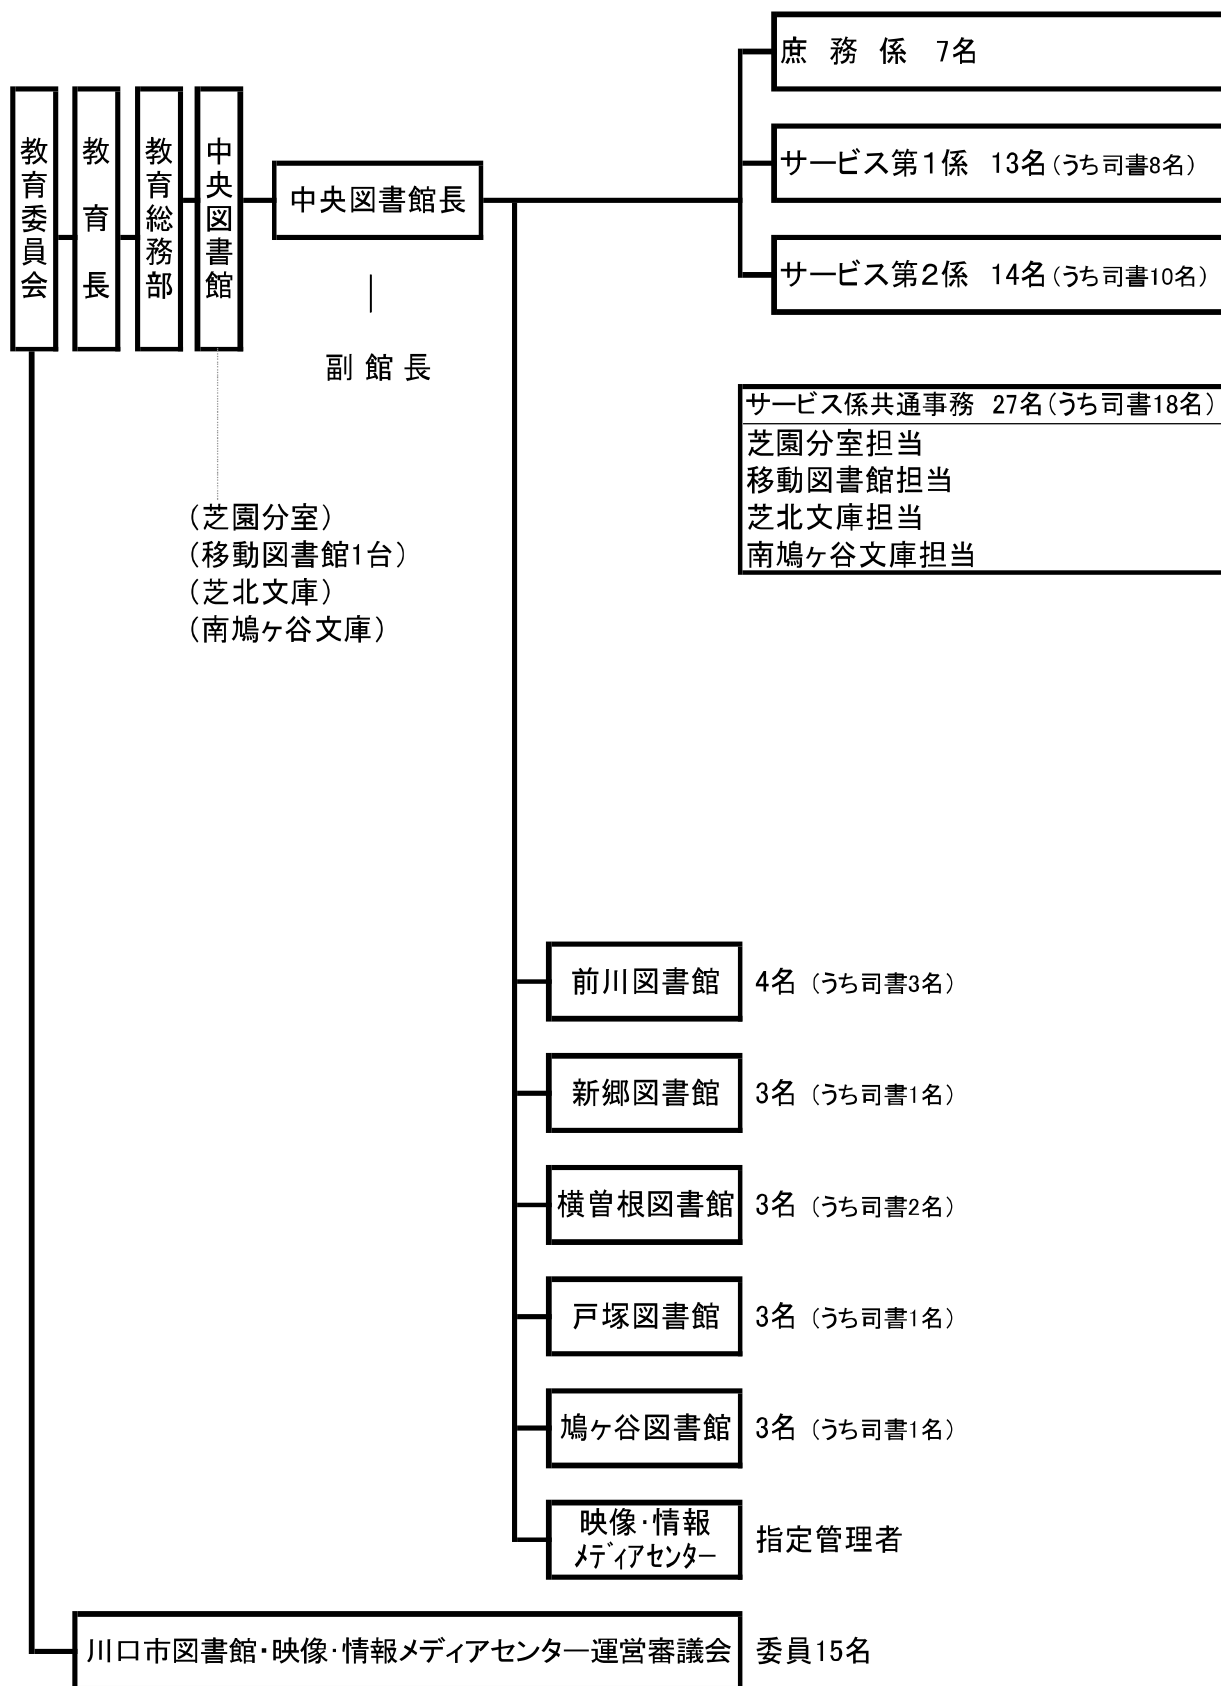 教育委員会
教育長
教育総務部
中央図書館
中央図書館長
副館長
庶務係 7名
サービス第1係 13名(うち司書8名)
サービス第2係 14名(うち司書10名)
サービス係共通事務 27名(うち司書18名)
芝園分室担当
移動図書館担当
芝北文庫担当
南鳩ヶ谷文庫担当
(芝園分室)
(移動図書館1台)
(芝北文庫)
(南鳩ヶ谷文庫)
前川図書館 4名 (うち司書3名)
新郷図書館 3名 (うち司書1名)
横曽根図書館 3名 (うち司書2名)
戸塚図書館 3名 (うち司書1名)
鳩ヶ谷図書館 3名 (うち司書1名)
映像・情報
メディアセンター
指定管理者
川口市図書館・映像・情報メディアセンター運営審議会 委員15名